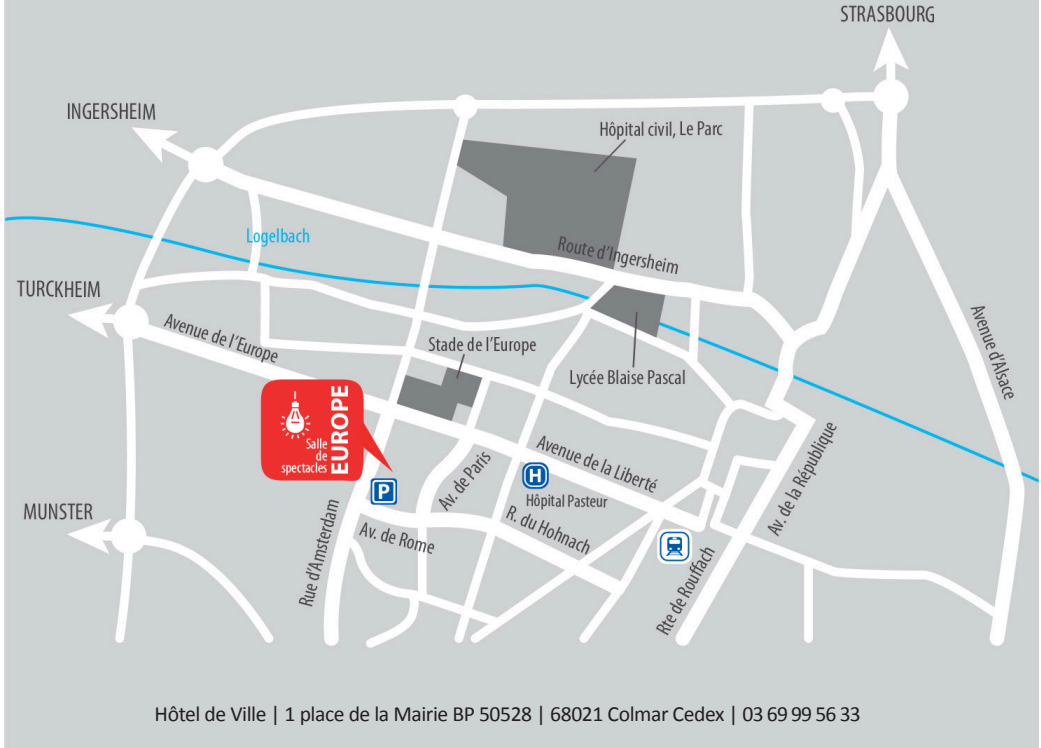 STRASBOURG
INGERSHEIM
Hôpital civil, Le Parc
Logelbach
Route d'Ingersheim
TURCKHEIM
Avenue de l'Europe
Stade de l'Europe
Avenue d'Alsace
Lycée Blaise Pascal
Salle
de
spectacles
EUROPE
P
Av. de Paris
H
Hôpital Pasteur
Avenue de la Liberté
Av. de la République
MUNSTER
Rue d'Amsterdam
Av. de Rome
R. du Hohnach
Rte de Rouffach
Hôtel de Ville | 1 place de la Mairie BP 50528 | 68021 Colmar Cedex | 03 69 99 56 33